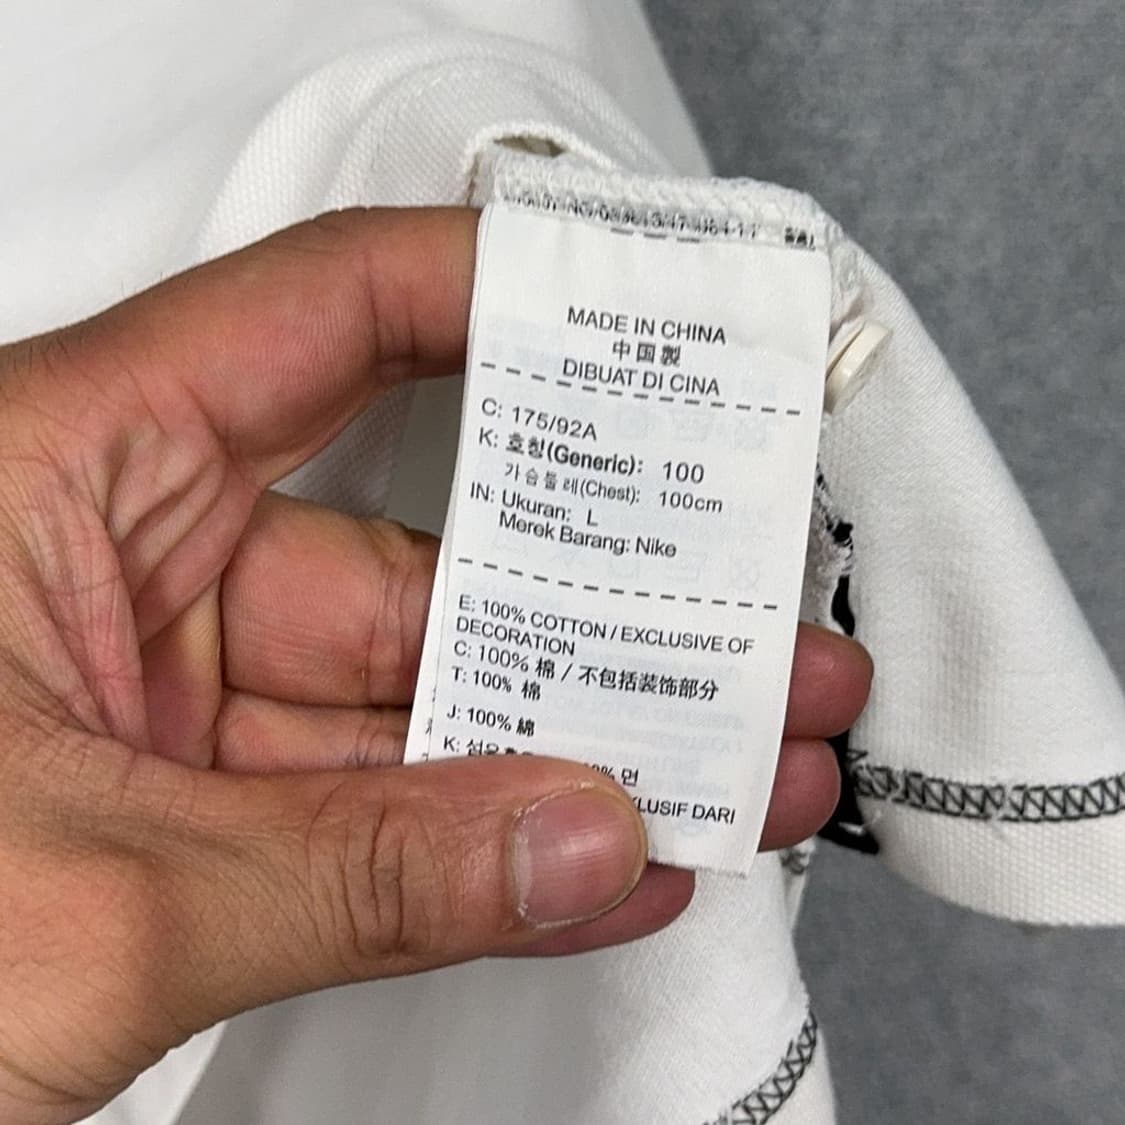 MADE IN CHINA
中国製
DIBUAT DI CINA
C: 175/92A
K: 호칭(Generic): 100
가슴둘레(Chest): 100cm
IN: Ukuran: L
Merek Barang: Nike
E: 100% COTTON / EXCLUSIVE OF
DECORATION
C: 100% 棉 / 不包括装饰部分
T: 100% 棉
J: 100% 綿
K: 면
DARI